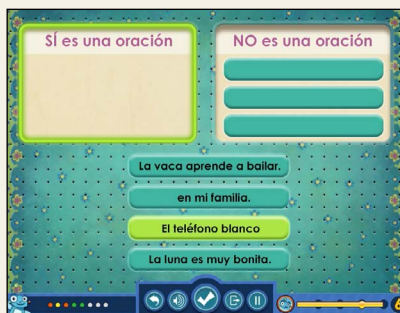 SÍ es una oración
NO es una oración
La vaca aprende a bailar.
en mi familia.
El teléfono blanco
La luna es muy bonita.